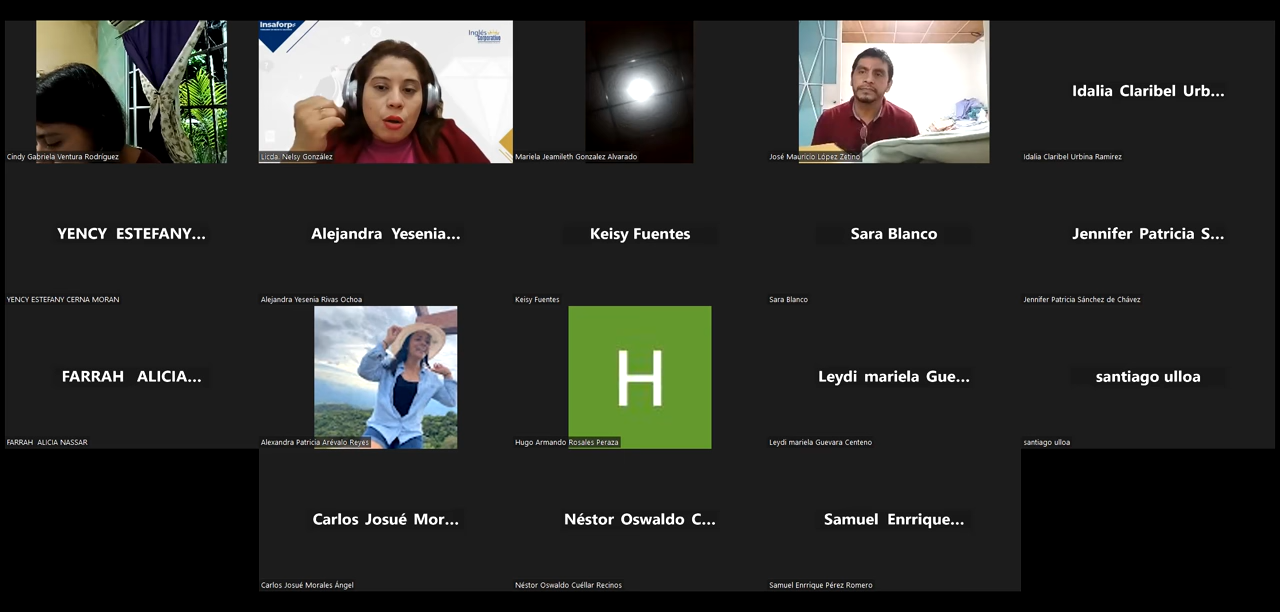 Insaforp
Inglés
Corporativo
Cindy Gabriela Ventura Rodríguez
Licda. Nelsy González
Mariela Jeamileth Gonzalez Alvarado
José Mauricio López Zetino
Idalia Claribel Urb...
Idalia Claribel Urbina Ramirez
YENCY ESTEFANY...
YENCY ESTEFANY CERNA MORAN
Alejandra Yesenia...
Alejandra Yesenia Rivas Ochoa
Keisy Fuentes
Keisy Fuentes
Sara Blanco
Sara Blanco
Jennifer Patricia S...
Jennifer Patricia Sánchez de Chávez
FARRAH ALICIA...
FARRAH ALICIA NASSAR
Alexandra Patricia Arévalo Reyes
H
Hugo Armando Rosales Peraza
Leydi mariela Gue...
Leydi mariela Guevara Centeno
santiago ulloa
santiago ulloa
Carlos Josué Mor...
Carlos Josué Morales Ángel
Néstor Oswaldo C...
Néstor Oswaldo Cuéllar Recinos
Samuel Enrrique...
Samuel Enrrique Pérez Romero